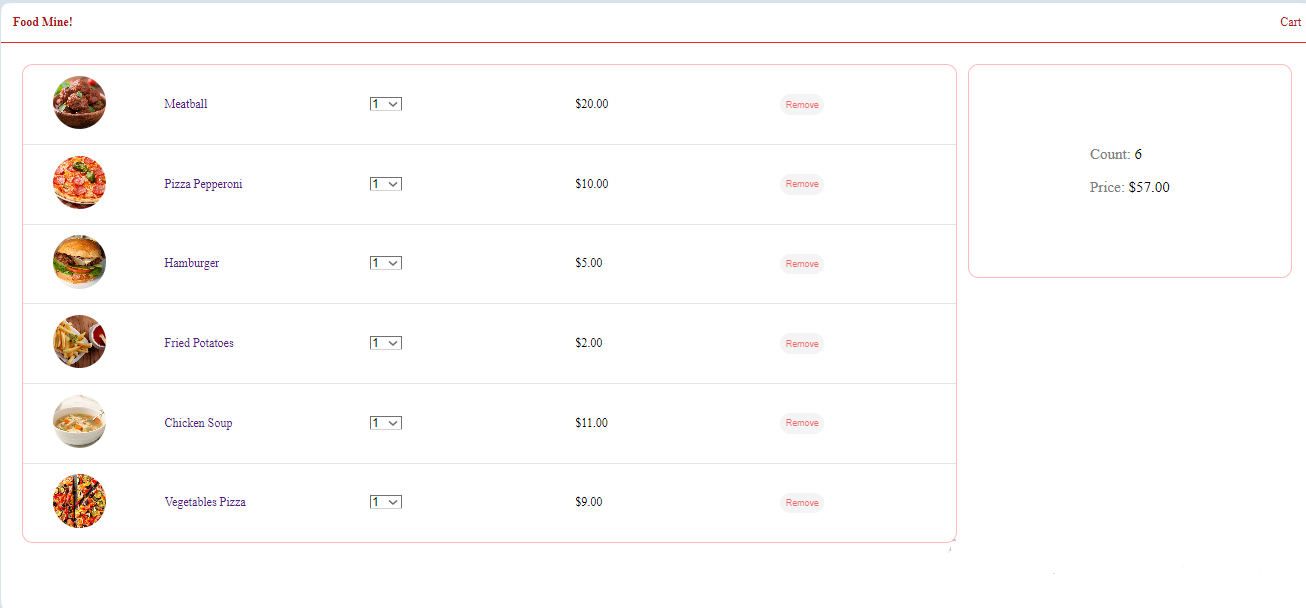 Food Mine! Cart
Meatball 1 $20.00 Remove
Pizza Pepperoni 1 $10.00 Remove
Hamburger 1 $5.00 Remove
Fried Potatoes 1 $2.00 Remove
Chicken Soup 1 $11.00 Remove
Vegetables Pizza 1 $9.00 Remove
Count: 6
Price: $57.00